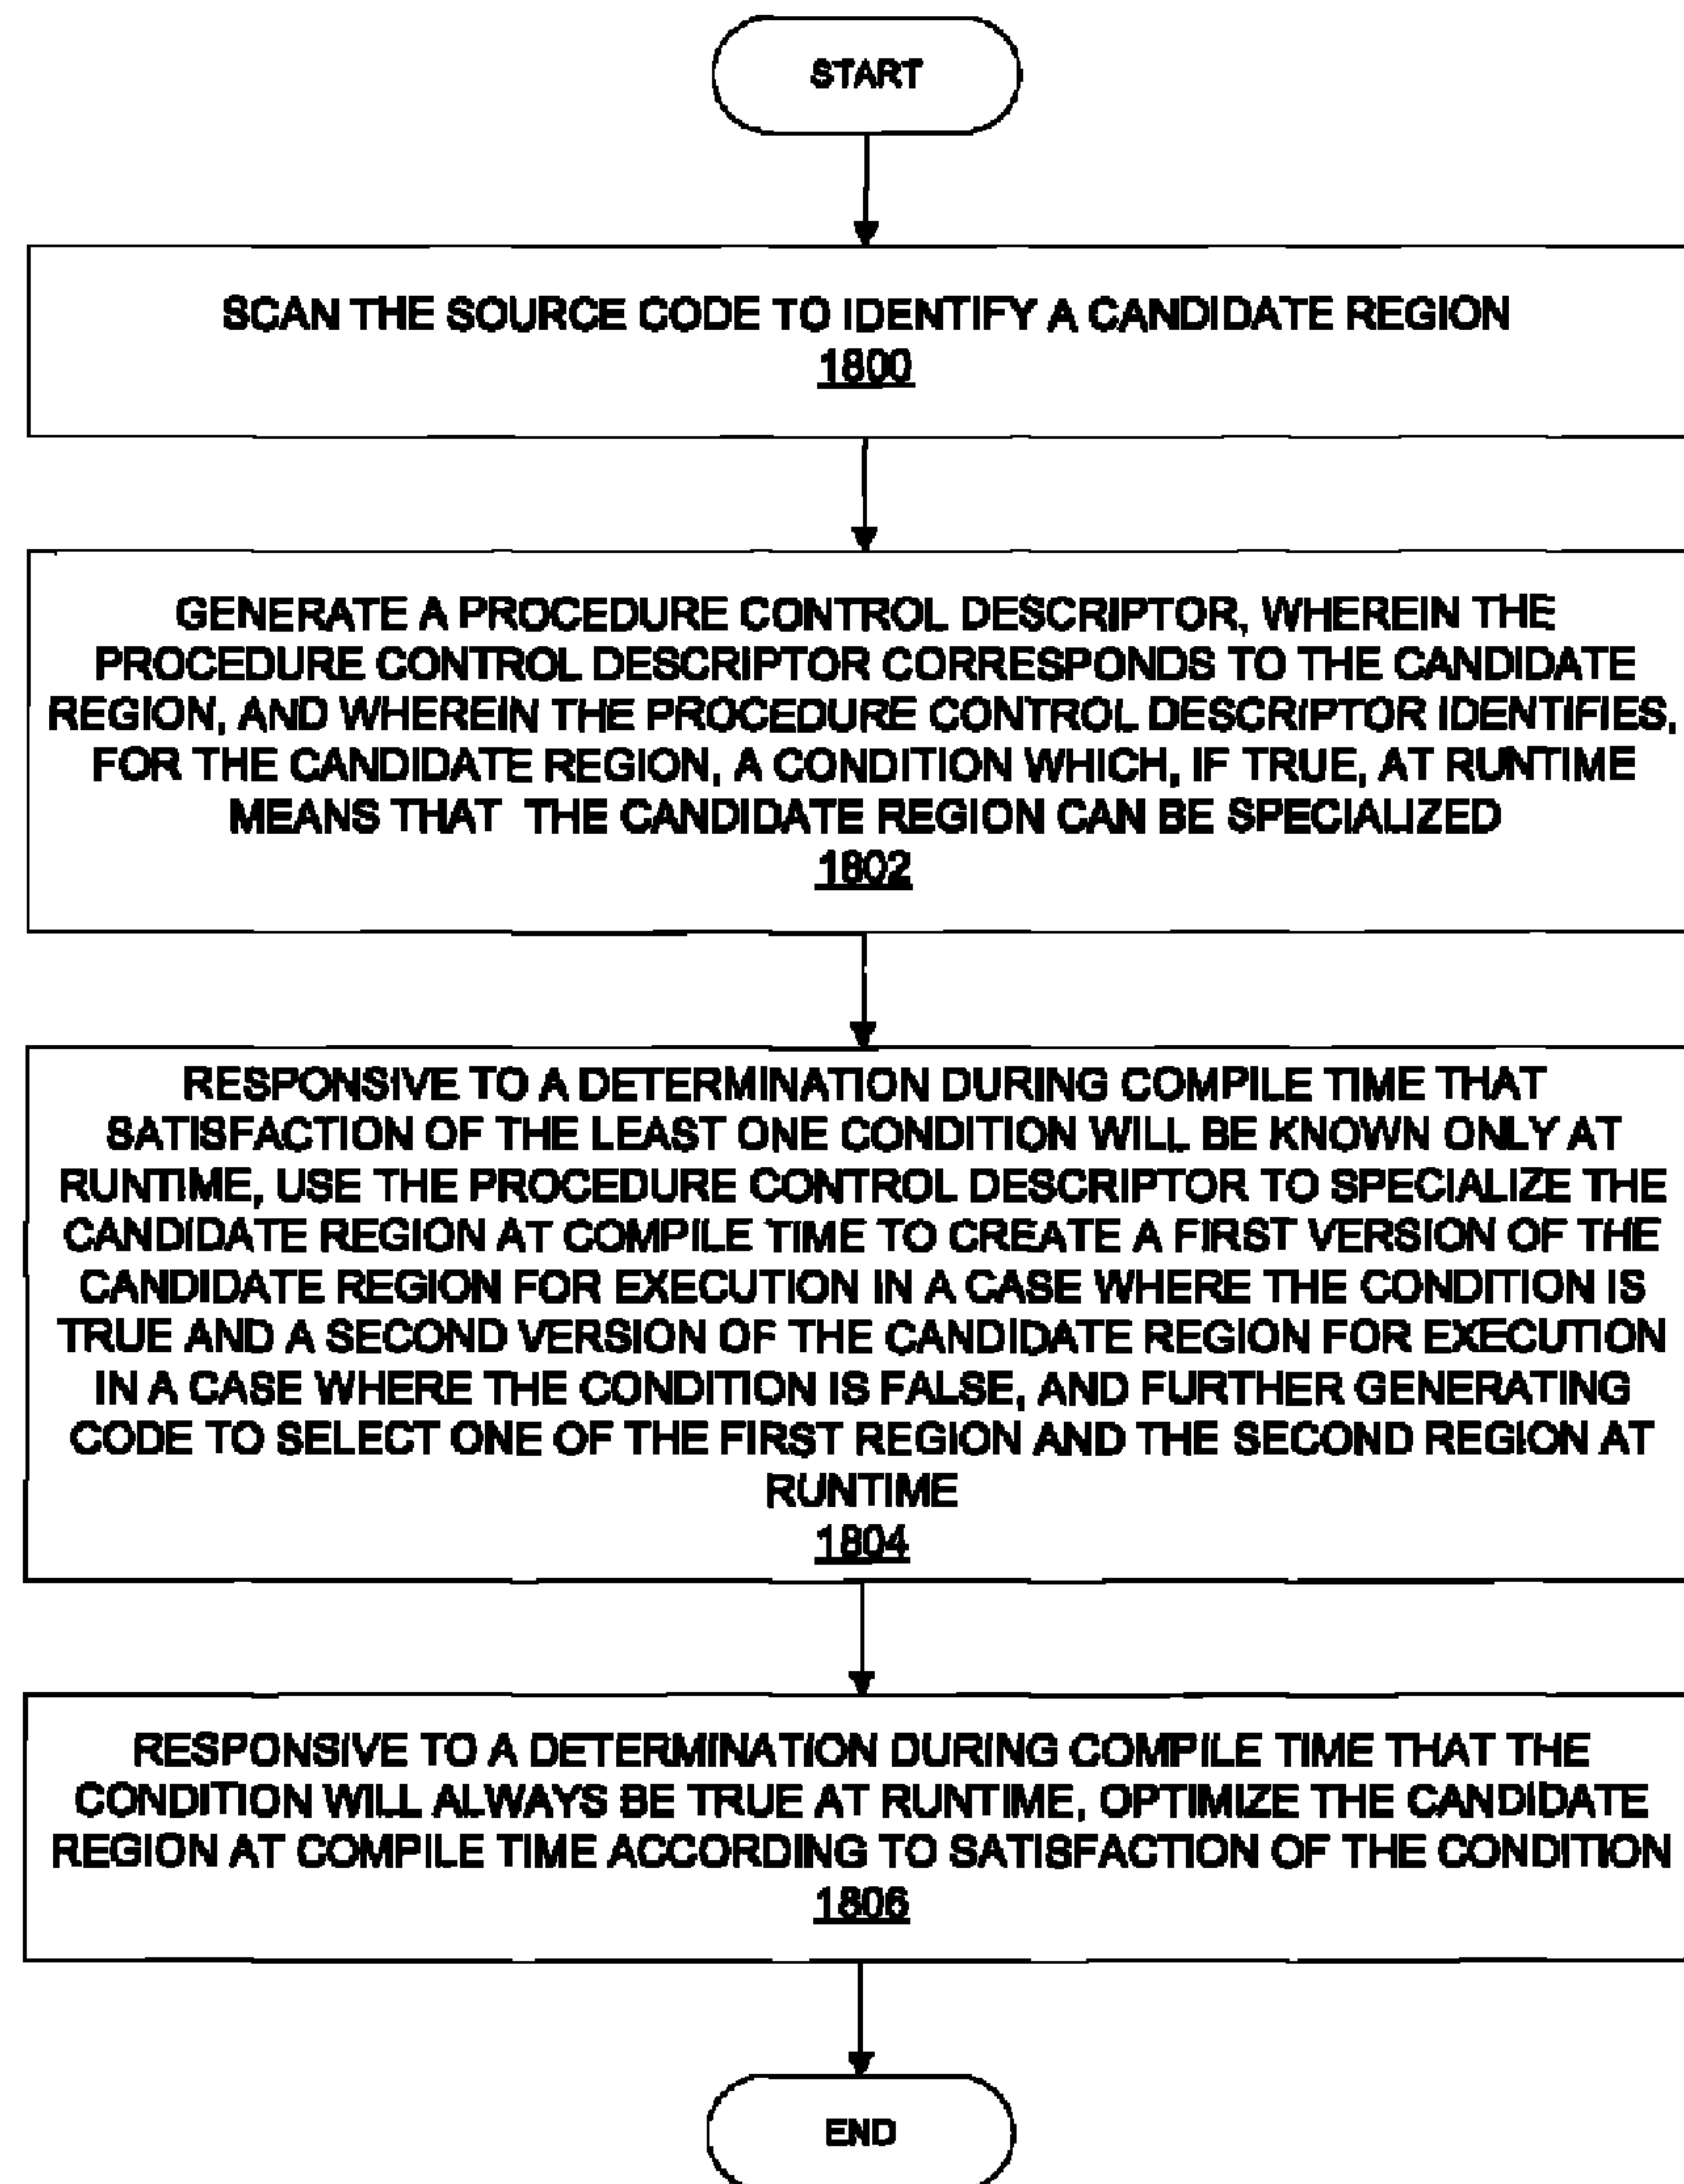 START
SCAN THE SOURCE CODE TO IDENTIFY A CANDIDATE REGION
1800
GENERATE A PROCEDURE CONTROL DESCRIPTOR, WHEREIN THE
PROCEDURE CONTROL DESCRIPTOR CORRESPONDS TO THE CANDIDATE
REGION, AND WHEREIN THE PROCEDURE CONTROL DESCRIPTOR IDENTIFIES,
FOR THE CANDIDATE REGION, A CONDITION WHICH, IF TRUE, AT RUNTIME
MEANS THAT THE CANDIDATE REGION CAN BE SPECIALIZED
1802
RESPONSIVE TO A DETERMINATION DURING COMPILE TIME THAT
SATISFACTION OF THE LEAST ONE CONDITION WILL BE KNOWN ONLY AT
RUNTIME, USE THE PROCEDURE CONTROL DESCRIPTOR TO SPECIALIZE THE
CANDIDATE REGION AT COMPILE TIME TO CREATE A FIRST VERSION OF THE
CANDIDATE REGION FOR EXECUTION IN A CASE WHERE THE CONDITION IS
TRUE AND A SECOND VERSION OF THE CANDIDATE REGION FOR EXECUTION
IN A CASE WHERE THE CONDITION IS FALSE, AND FURTHER GENERATING
CODE TO SELECT ONE OF THE FIRST REGION AND THE SECOND REGION AT
RUNTIME
1804
RESPONSIVE TO A DETERMINATION DURING COMPILE TIME THAT THE
CONDITION WILL ALWAYS BE TRUE AT RUNTIME, OPTIMIZE THE CANDIDATE
REGION AT COMPILE TIME ACCORDING TO SATISFACTION OF THE CONDITION
1806
END